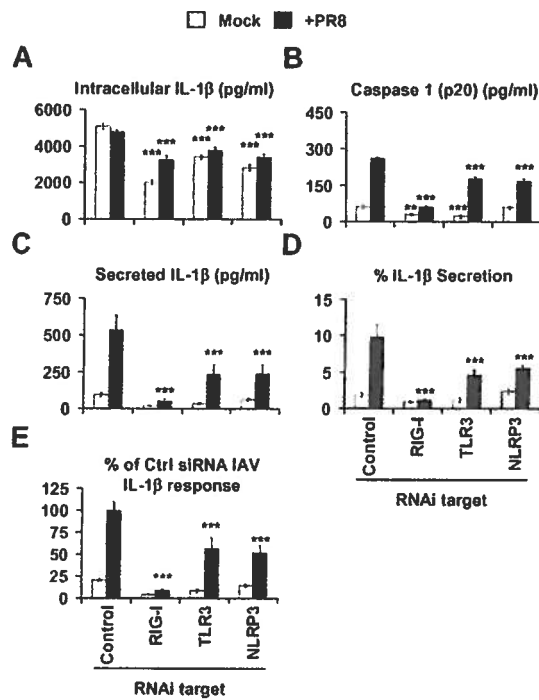 Mock +PR8
A
Intracellular IL-1β (pg/ml)
6000
4000
2000
0
*** *** *** *** *** ***
B
Caspase 1 (p20) (pg/ml)
450
300
150
0
** *** *** *** ***
C
Secreted IL-1β (pg/ml)
750
500
250
0
*** *** ***
D
% IL-1β Secretion
15
10
5
0
*** *** ***
Control RIG-I TLR3 NLRP3
RNAi target
E
% of Ctrl siRNA IAV
IL-1β response
125
100
75
50
25
0
*** *** ***
Control RIG-I TLR3 NLRP3
RNAi target